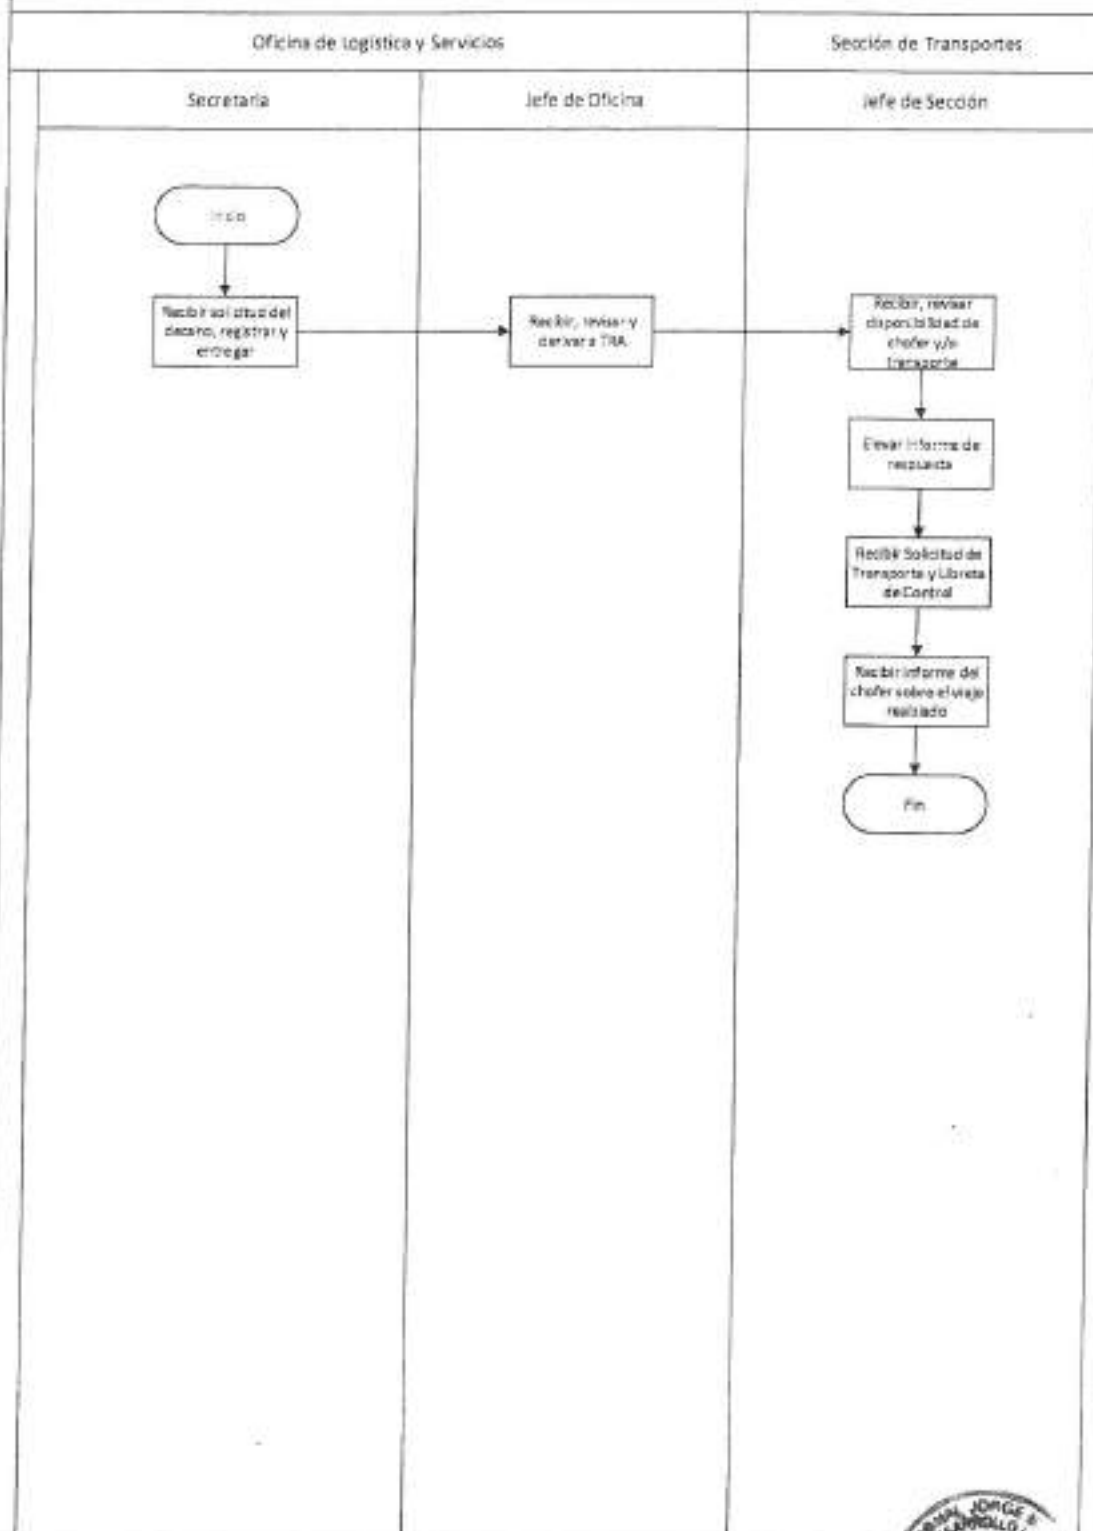 Oficina de Logística y Servicios
Sección de Transportes
Secretaría
Jefe de Oficina
Jefe de Sección
Inicio
Recibir solicitud del
decano, registrar y
entregar
Recibir, revisar y
derivar a TRA
Recibir, revisar
disponibilidad de
chofer y/o
transporte
Elevar informe de
respuesta
Recibir Solicitud de
Transporte y Libreta
de Control
Recibir informe del
chofer sobre el viaje
realizado
Fin
JORGE